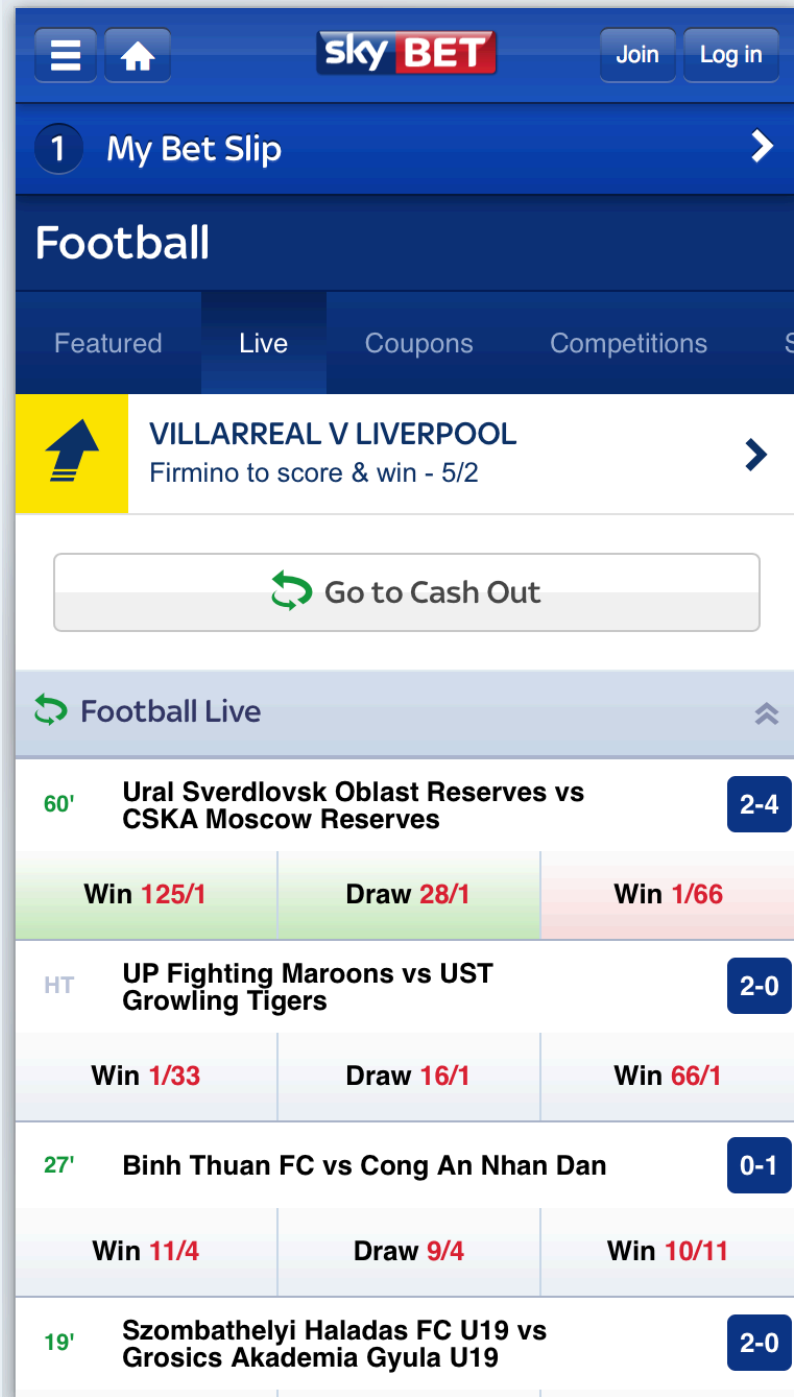 sky BET
Join
Log in
1 My Bet Slip
Football
Featured Live Coupons Competitions S
VILLARREAL V LIVERPOOL
Firmino to score & win - 5/2
Go to Cash Out
Football Live
60' Ural Sverdlovsk Oblast Reserves vs
CSKA Moscow Reserves
2-4
Win 125/1 Draw 28/1 Win 1/66
HT UP Fighting Maroons vs UST
Growling Tigers
2-0
Win 1/33 Draw 16/1 Win 66/1
27' Binh Thuan FC vs Cong An Nhan Dan 0-1
Win 11/4 Draw 9/4 Win 10/11
19' Szombathelyi Haladas FC U19 vs
Grosics Akademia Gyula U19
2-0